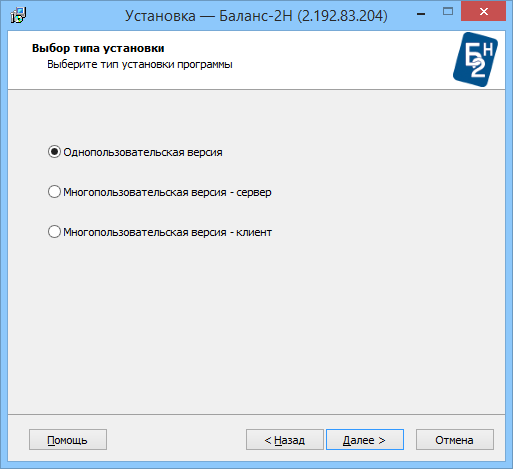 Установка — Баланс-2Н (2.192.83.204)
Выбор типа установки
Выберите тип установки программы
Б2Н
Однопользовательская версия
Многопользовательская версия - сервер
Многопользовательская версия - клиент
Помощь
< Назад
Далее >
Отмена